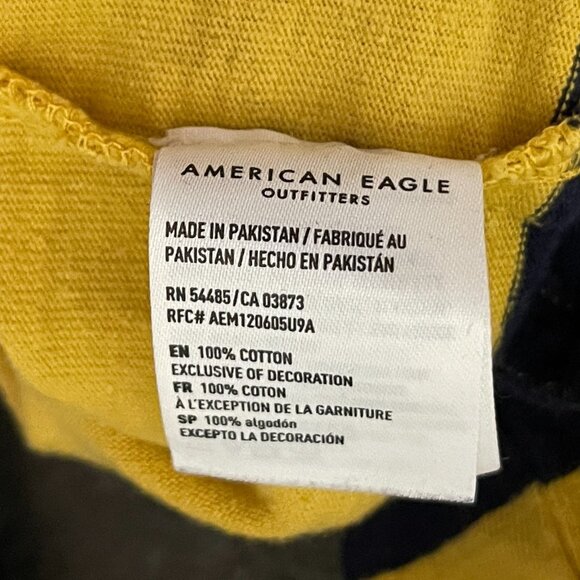 AMERICAN EAGLE
OUTFITTERS
MADE IN PAKISTAN / FABRIQUÉ AU
PAKISTAN / HECHO EN PAKISTÁN
RN 54485/CA 03873
RFC# AEM120605U9A
EN 100% COTTON
EXCLUSIVE OF DECORATION
FR 100% COTON
À L'EXCEPTION DE LA GARNITURE
SP 100% algodón
EXCEPTO LA DECORACIÓN